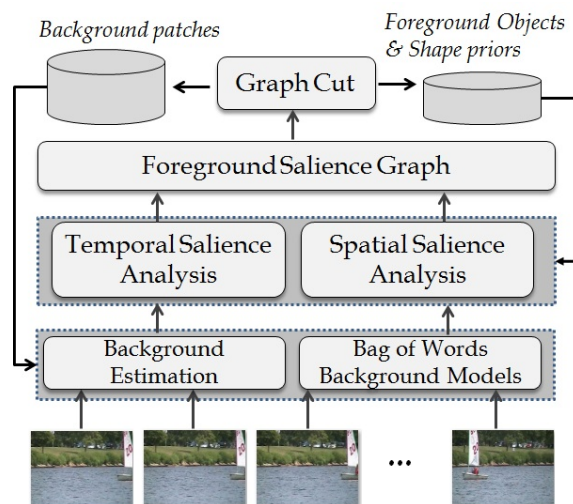 Background patches
Foreground Objects
& Shape priors
Graph Cut
Foreground Salience Graph
Temporal Salience
Analysis
Spatial Salience
Analysis
Background
Estimation
Bag of Words
Background Models
...